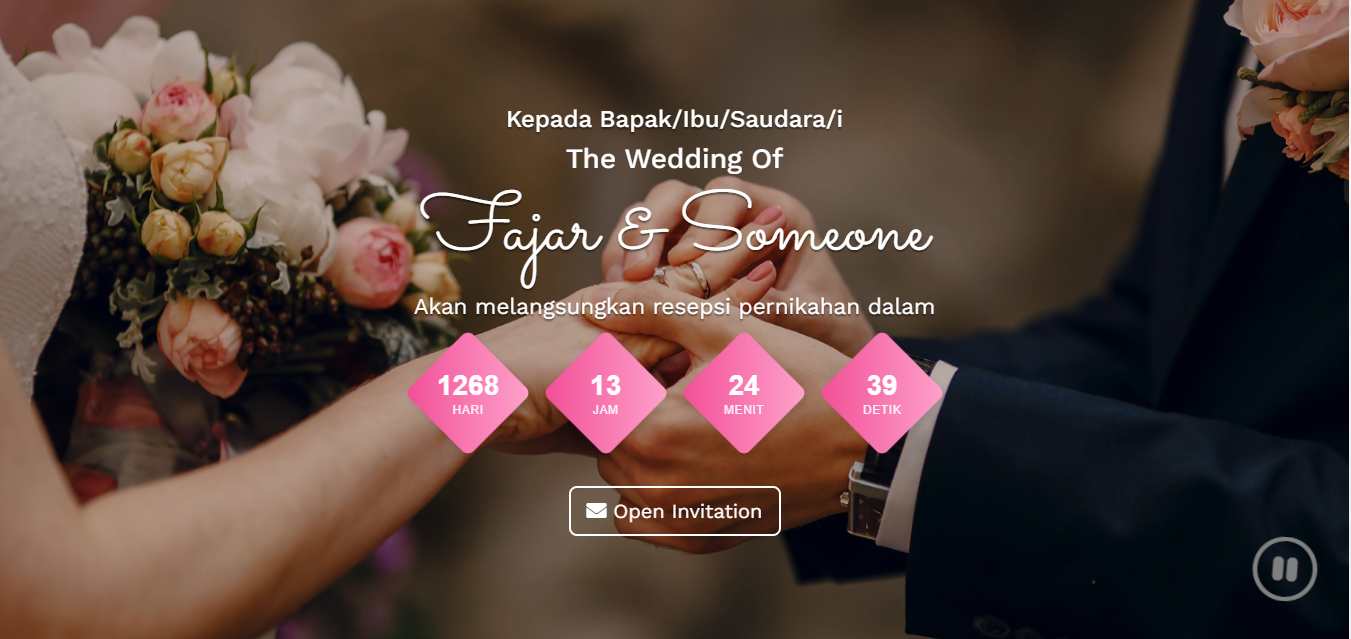 Kepada Bapak/Ibu/Saudara/i
The Wedding Of
Fajar & Someone
Akan melangsungkan resepsi pernikahan dalam
1268 13 24 39
HARI JAM MENIT DETIK
Open Invitation